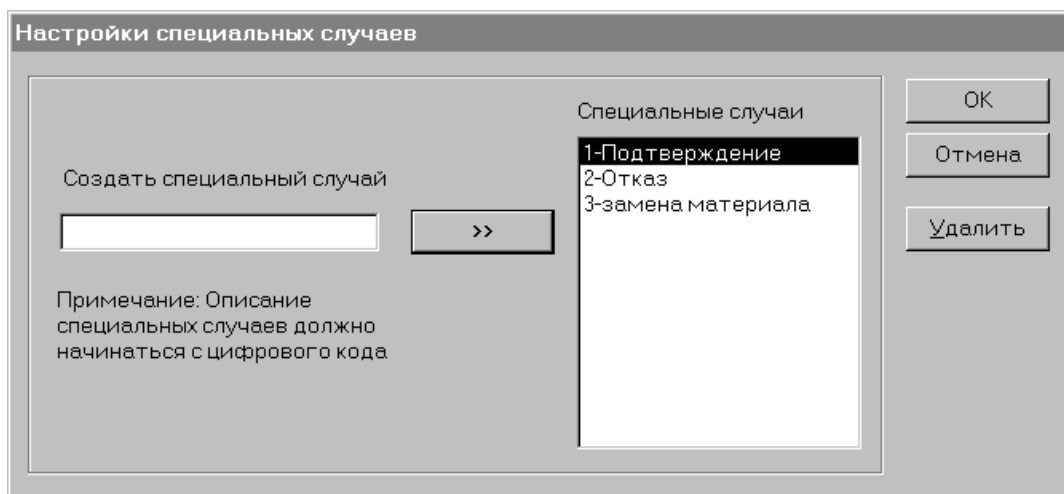 Настройки специальных случаев
Создать специальный случай
>>
Примечание: Описание
специальных случаев должно
начинаться с цифрового кода
Специальные случаи
1-Подтверждение
2-Отказ
3-замена материала
OK
Отмена
Удалить